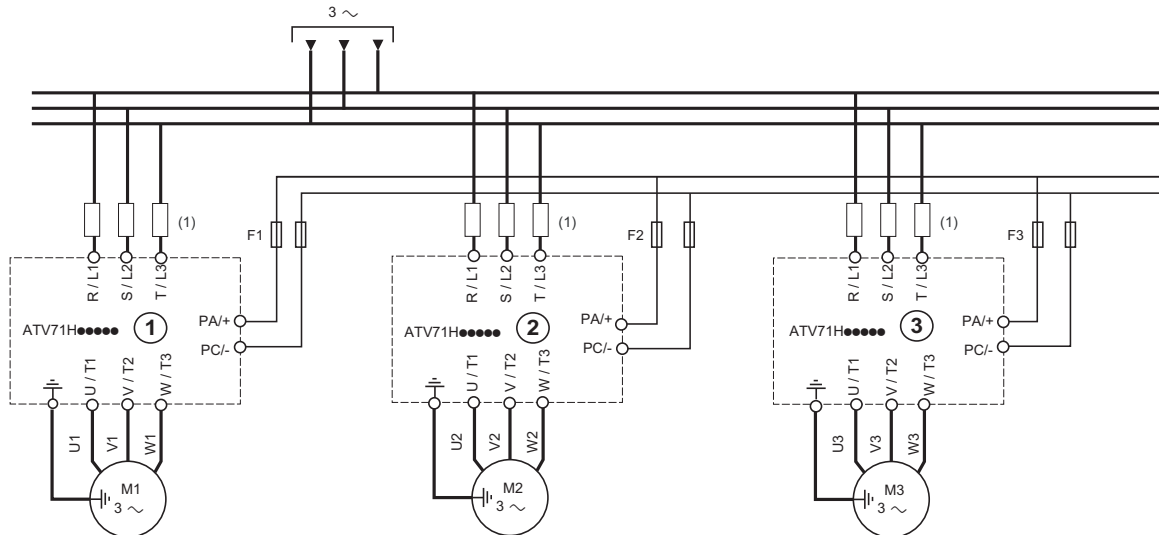 3 ∼
(1)
F1
(1)
F2
(1)
F3
R / L1
S / L2
T / L3
R / L1
S / L2
T / L3
R / L1
S / L2
T / L3
ATV71H●●●●●
1
PA/+
PC/-
ATV71H●●●●●
2
PA/+
PC/-
ATV71H●●●●●
3
PA/+
PC/-
U / T1
V / T2
W / T3
U / T1
V / T2
W / T3
U / T1
V / T2
W / T3
U1
V1
W1
U2
V2
W2
U3
V3
W3
M1
3 ∼
M2
3 ∼
M3
3 ∼